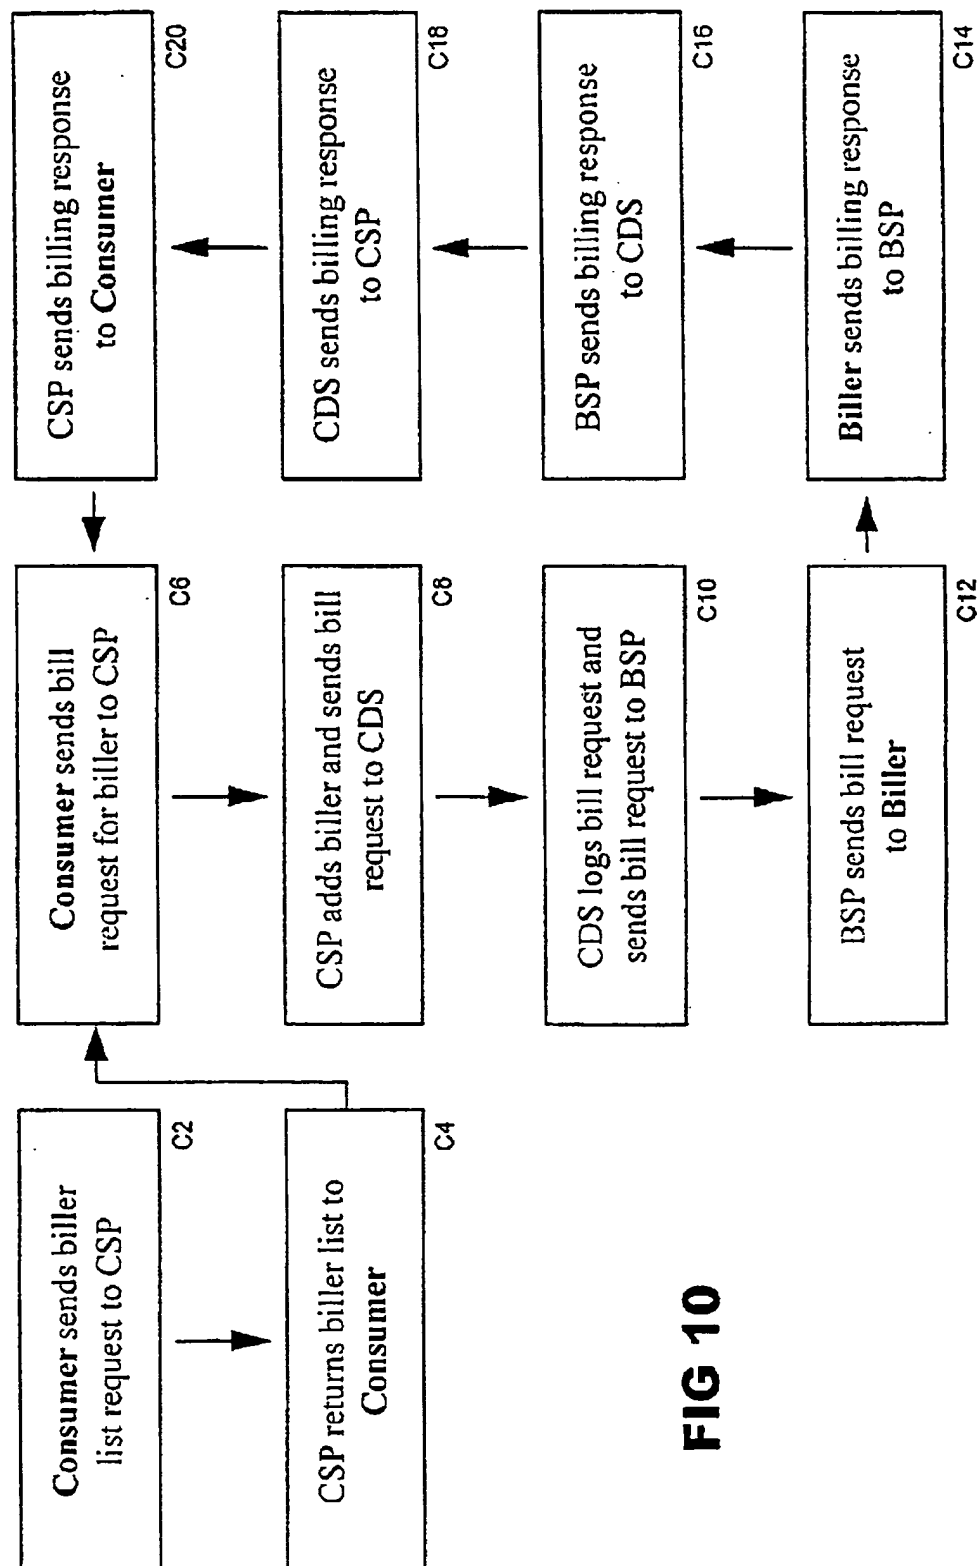 Consumer sends biller
list request to CSP
C2
CSP returns biller list to
Consumer
C4
Consumer sends bill
request for biller to CSP
C6
CSP adds biller and sends bill
request to CDS
C8
CDS logs bill request and
sends bill request to BSP
C10
BSP sends bill request
to Biller
C12
Biller sends billing response
to BSP
C14
BSP sends billing response
to CDS
C16
CDS sending billing response
to CSP
C18
CSP sends billing response
to Consumer
C20
FIG 10